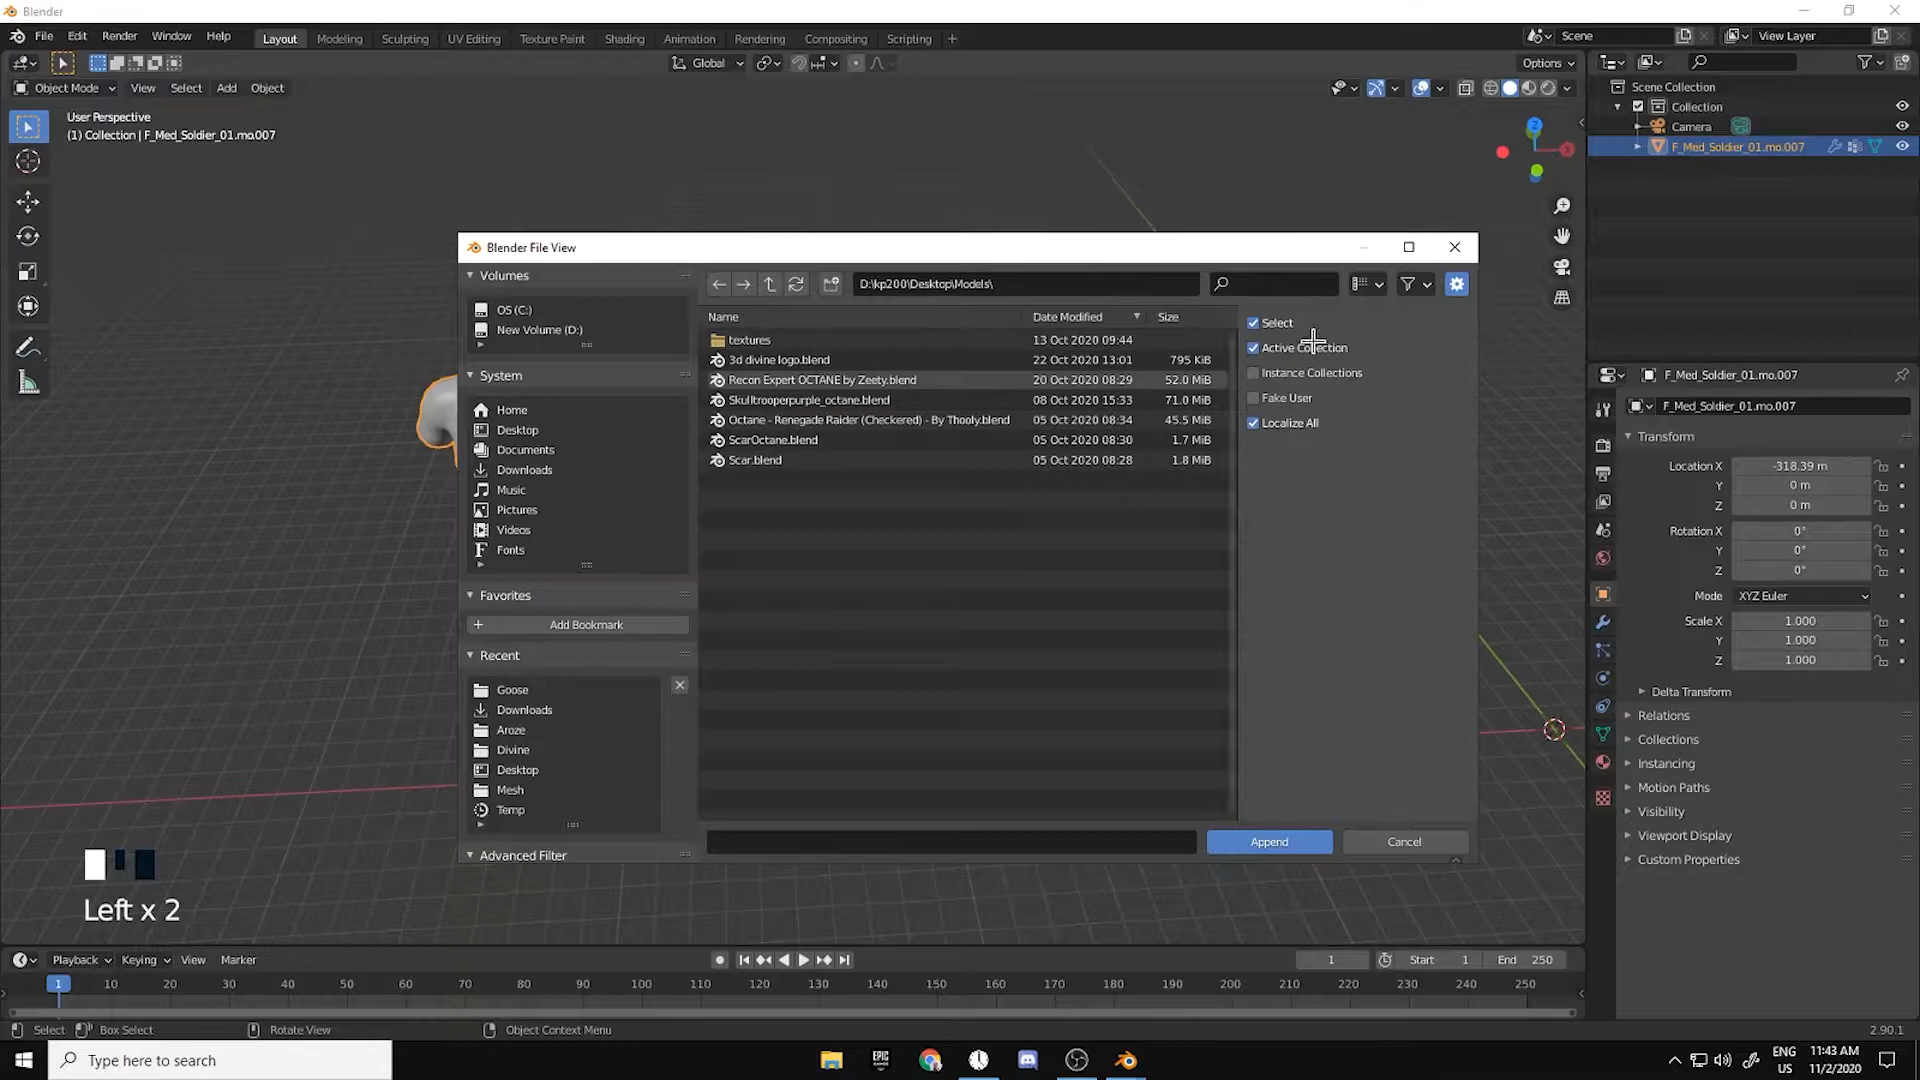 Blender
File Edit Render Window Help
Layout Modeling Sculpting UV Editing Texture Paint Shading Animation Rendering Compositing Scripting +
Scene
View Layer
Global
Options
Object Mode View Select Add Object
User Perspective
(1) Collection | F_Med_Soldier_01.mo.007
Z
Scene Collection
Collection
Camera
F_Med_Soldier_01.mo.007
Blender File View
Volumes
OS (C:)
New Volume (D:)
System
Home
Desktop
Documents
Downloads
Music
Pictures
Videos
Fonts
Favorites
Add Bookmark
Recent
Goose
Downloads
Aroze
Divine
Desktop
Mesh
Temp
Advanced Filter
D:\kp200\Desktop\Models\
Name Date Modified Size
textures 13 Oct 2020 09:44
3d divine logo.blend 22 Oct 2020 13:01 795 KiB
Recon Expert OCTANE by Zeety.blend 20 Oct 2020 08:29 52.0 MiB
Skulltrooperpurple_octane.blend 08 Oct 2020 15:33 71.0 MiB
Octane - Renegade Raider (Checkered) - By Thooly.blend 05 Oct 2020 08:34 45.5 MiB
ScarOctane.blend 05 Oct 2020 08:30 1.7 MiB
Scar.blend 05 Oct 2020 08:28 1.8 MiB
Select
Active Collection
Instance Collections
Fake User
Localize All
Append
Cancel
F_Med_Soldier_01.mo.007
F_Med_Soldier_01.mo.007
Transform
Location X -318.39 m
Y 0 m
Z 0 m
Rotation X 0°
Y 0°
Z 0°
Mode XYZ Euler
Scale X 1.000
Y 1.000
Z 1.000
Delta Transform
Relations
Collections
Instancing
Motion Paths
Visibility
Viewport Display
Custom Properties
Left x 2
Playback Keying View Marker
1 Start 1 End 250
1 10 20 30 40 50 60 70 80 90 100 110 120 130 140 150 160 170 180 190 200 210 220 230 240 250
Select Box Select Rotate View Object Context Menu 2.90.1
Type here to search
EPIC
ENG
US
11:43 AM
11/2/2020